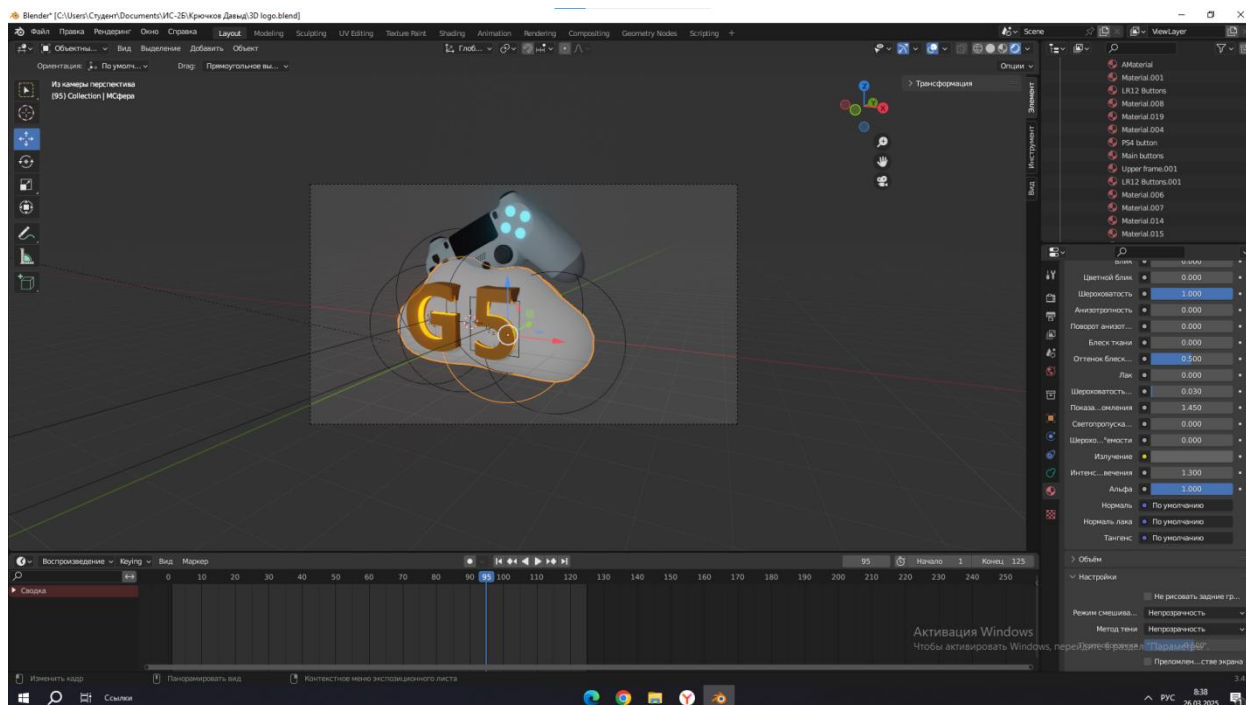 Blender* [C:\Users\Студент\Documents\ИС-2Б\Крючков Давыд\3D logo.blend]
Файл Правка Рендеринг Окно Справка Layout Modeling Sculpting UV Editing Texture Paint Shading Animation Rendering Compositing Geometry Nodes Scripting + Scene ViewLayer
Объектны... Вид Выделение Добавить Объект Глоб...
Ориентация: По умолч... Drag: Прямоугольное вы... Опции
Из камеры перспектива
(95) Collection | МСфера
Трансформация
Элемент
Инструмент
Вид
Z
Y
X
G5
AMaterial
Material.001
LR12 Buttons
Material.008
Material.019
Material.004
PS4 button
Main buttons
Upper frame.001
LR12 Buttons.001
Material.006
Material.007
Material.014
Material.015
Блик 0.000
Цветной блик 0.000
Шероховатость 1.000
Анизотропность 0.000
Поворот анизот... 0.000
Блеск ткани 0.000
Оттенок блеск... 0.500
Лак 0.000
Шероховатость... 0.030
Показа...омления 1.450
Светопропуска... 0.000
Шерохо..."емости 0.000
Излучение
Интенс...вечения 1.300
Альфа 1.000
Нормаль По умолчанию
Нормаль лака По умолчанию
Тангенс По умолчанию
Объём
Настройки
Не рисовать задние гр...
Режим смешива... Непрозрачность
Метод тени Непрозрачность
Преломлен...стве экрана
Воспроизведение Keying Вид Маркер 95 Начало 1 Конец 125
0 10 20 30 40 50 60 70 80 90 95 100 110 120 130 140 150 160 170 180 190 200 210 220 230 240 250
Сводка
Активация Windows
Чтобы активировать Windows, перейдите в раздел "Параметры".
Изменить кадр Панорамировать вид Контекстное меню экспозиционного листа 3.4
Ссылки РУС 8:38
26.03.2025